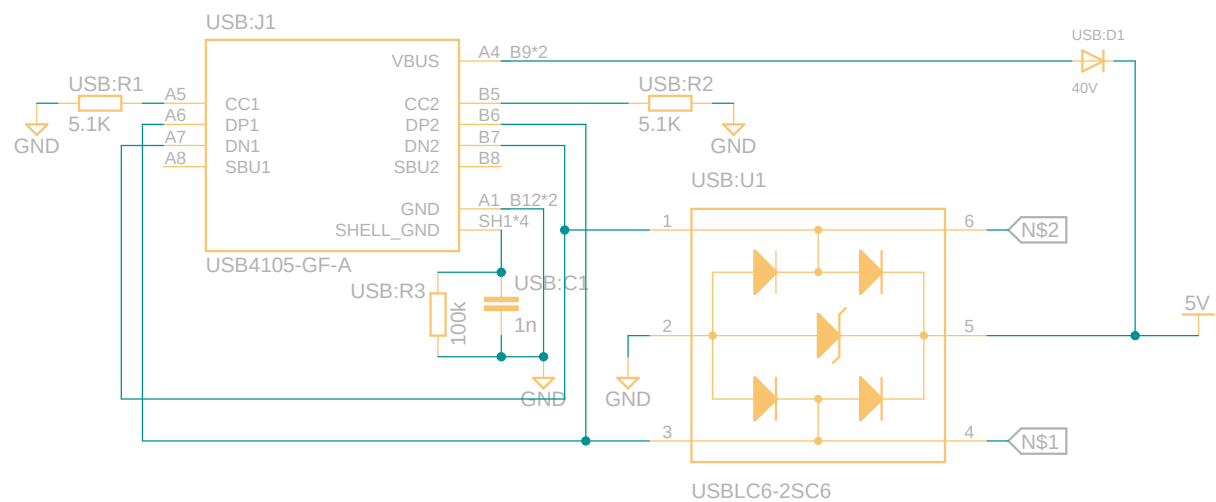 USB:J1
USB:D1
VBUS
A4_B9*2
40V
USB:R1
A5
CC1
CC2
B5
USB:R2
5.1K
A6
DP1
DP2
B6
5.1K
GND
A7
DN1
DN2
B7
GND
A8
SBU1
SBU2
B8
USB:U1
GND
A1_B12*2
SHELL_GND
SH1*4
1
6
N$2
USB4105-GF-A
USB:R3
100k
USB:C1
1n
5V
2
5
GND
GND
3
4
N$1
USBLC6-2SC6